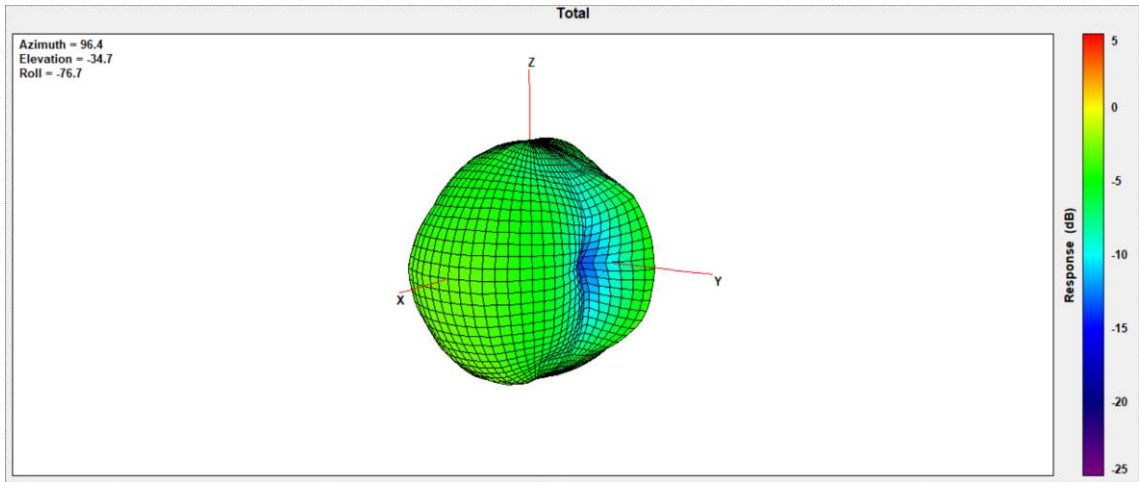 Total
Azimuth = 96.4
Elevation = -34.7
Roll = -76.7
Z
X
Y
5
0
-5
-10
-15
-20
-25
Response (dB)